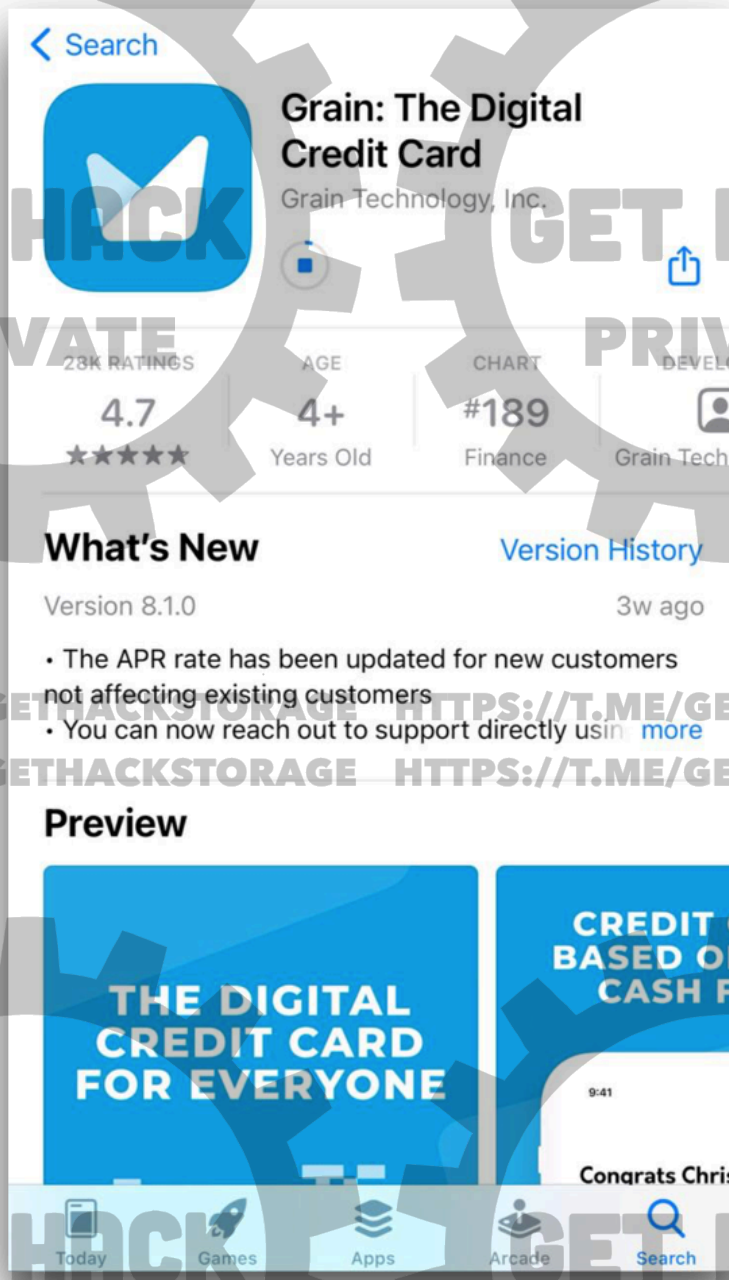 Search
Grain: The Digital
Credit Card
Grain Technology, Inc.
HACK
GET
VATE
PRIV
28K RATINGS
AGE
CHART
DEVELO
4.7
4+
#189
★★★★★
Years Old
Finance
Grain Tech
What's New
Version History
Version 8.1.0
3w ago
• The APR rate has been updated for new customers
not affecting existing customers
ETHACKSTORAGE HTTPS://T.ME/GE
• You can now reach out to support directly usin more
ETHACKSTORAGE HTTPS://T.ME/GE
Preview
THE DIGITAL
CREDIT CARD
FOR EVERYONE
CREDIT
BASED O
CASH F
9:41
Congrats Chris
HACK
GET
Today
Games
Apps
Arcade
Search